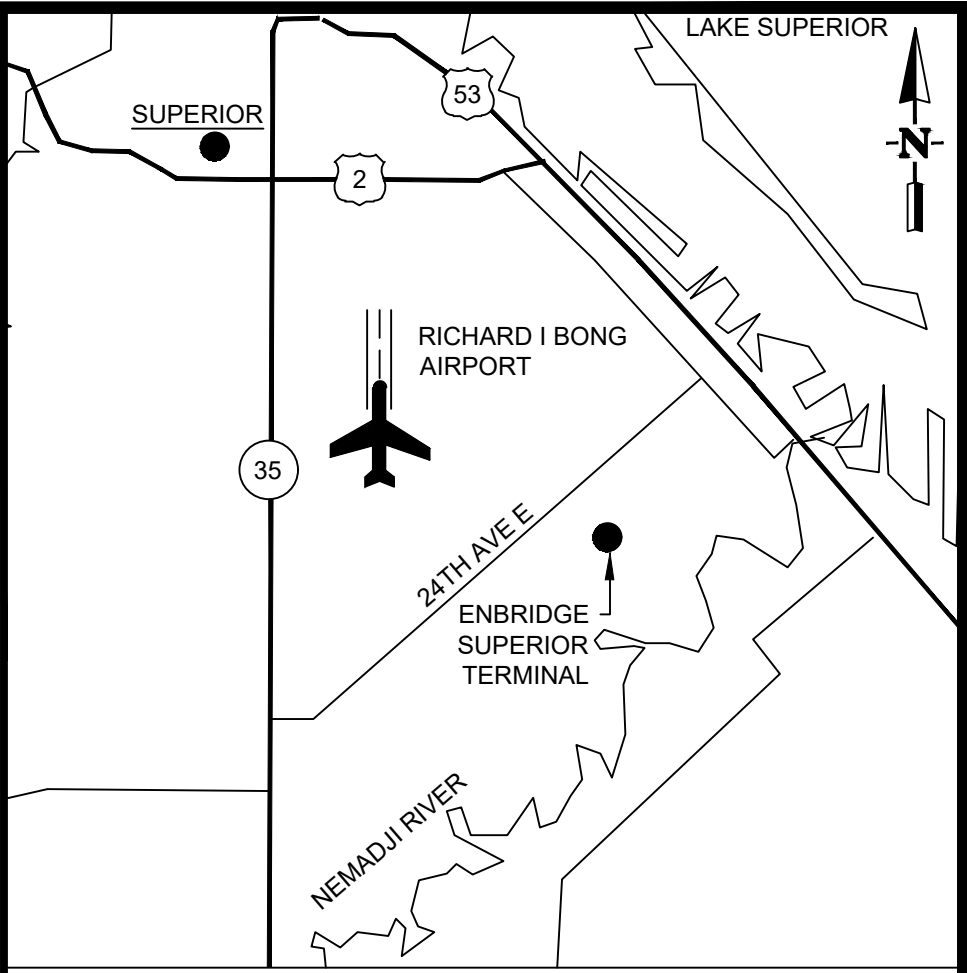 LAKE SUPERIOR
53
SUPERIOR
N
2
RICHARD I BONG
AIRPORT
35
24TH AVE E
ENBRIDGE
SUPERIOR
TERMINAL
NEMADJI RIVER